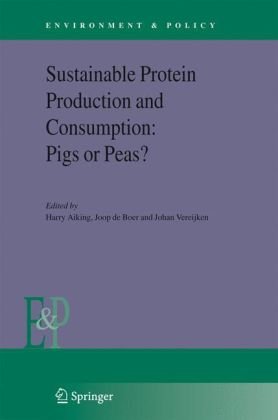 ENVIRONMENT & POLICY
Sustainable Protein
Production and
Consumption:
Pigs or Peas?
Edited by
Harry Aiking, Joop de Boer and Johan Vereijken
E&P
Springer